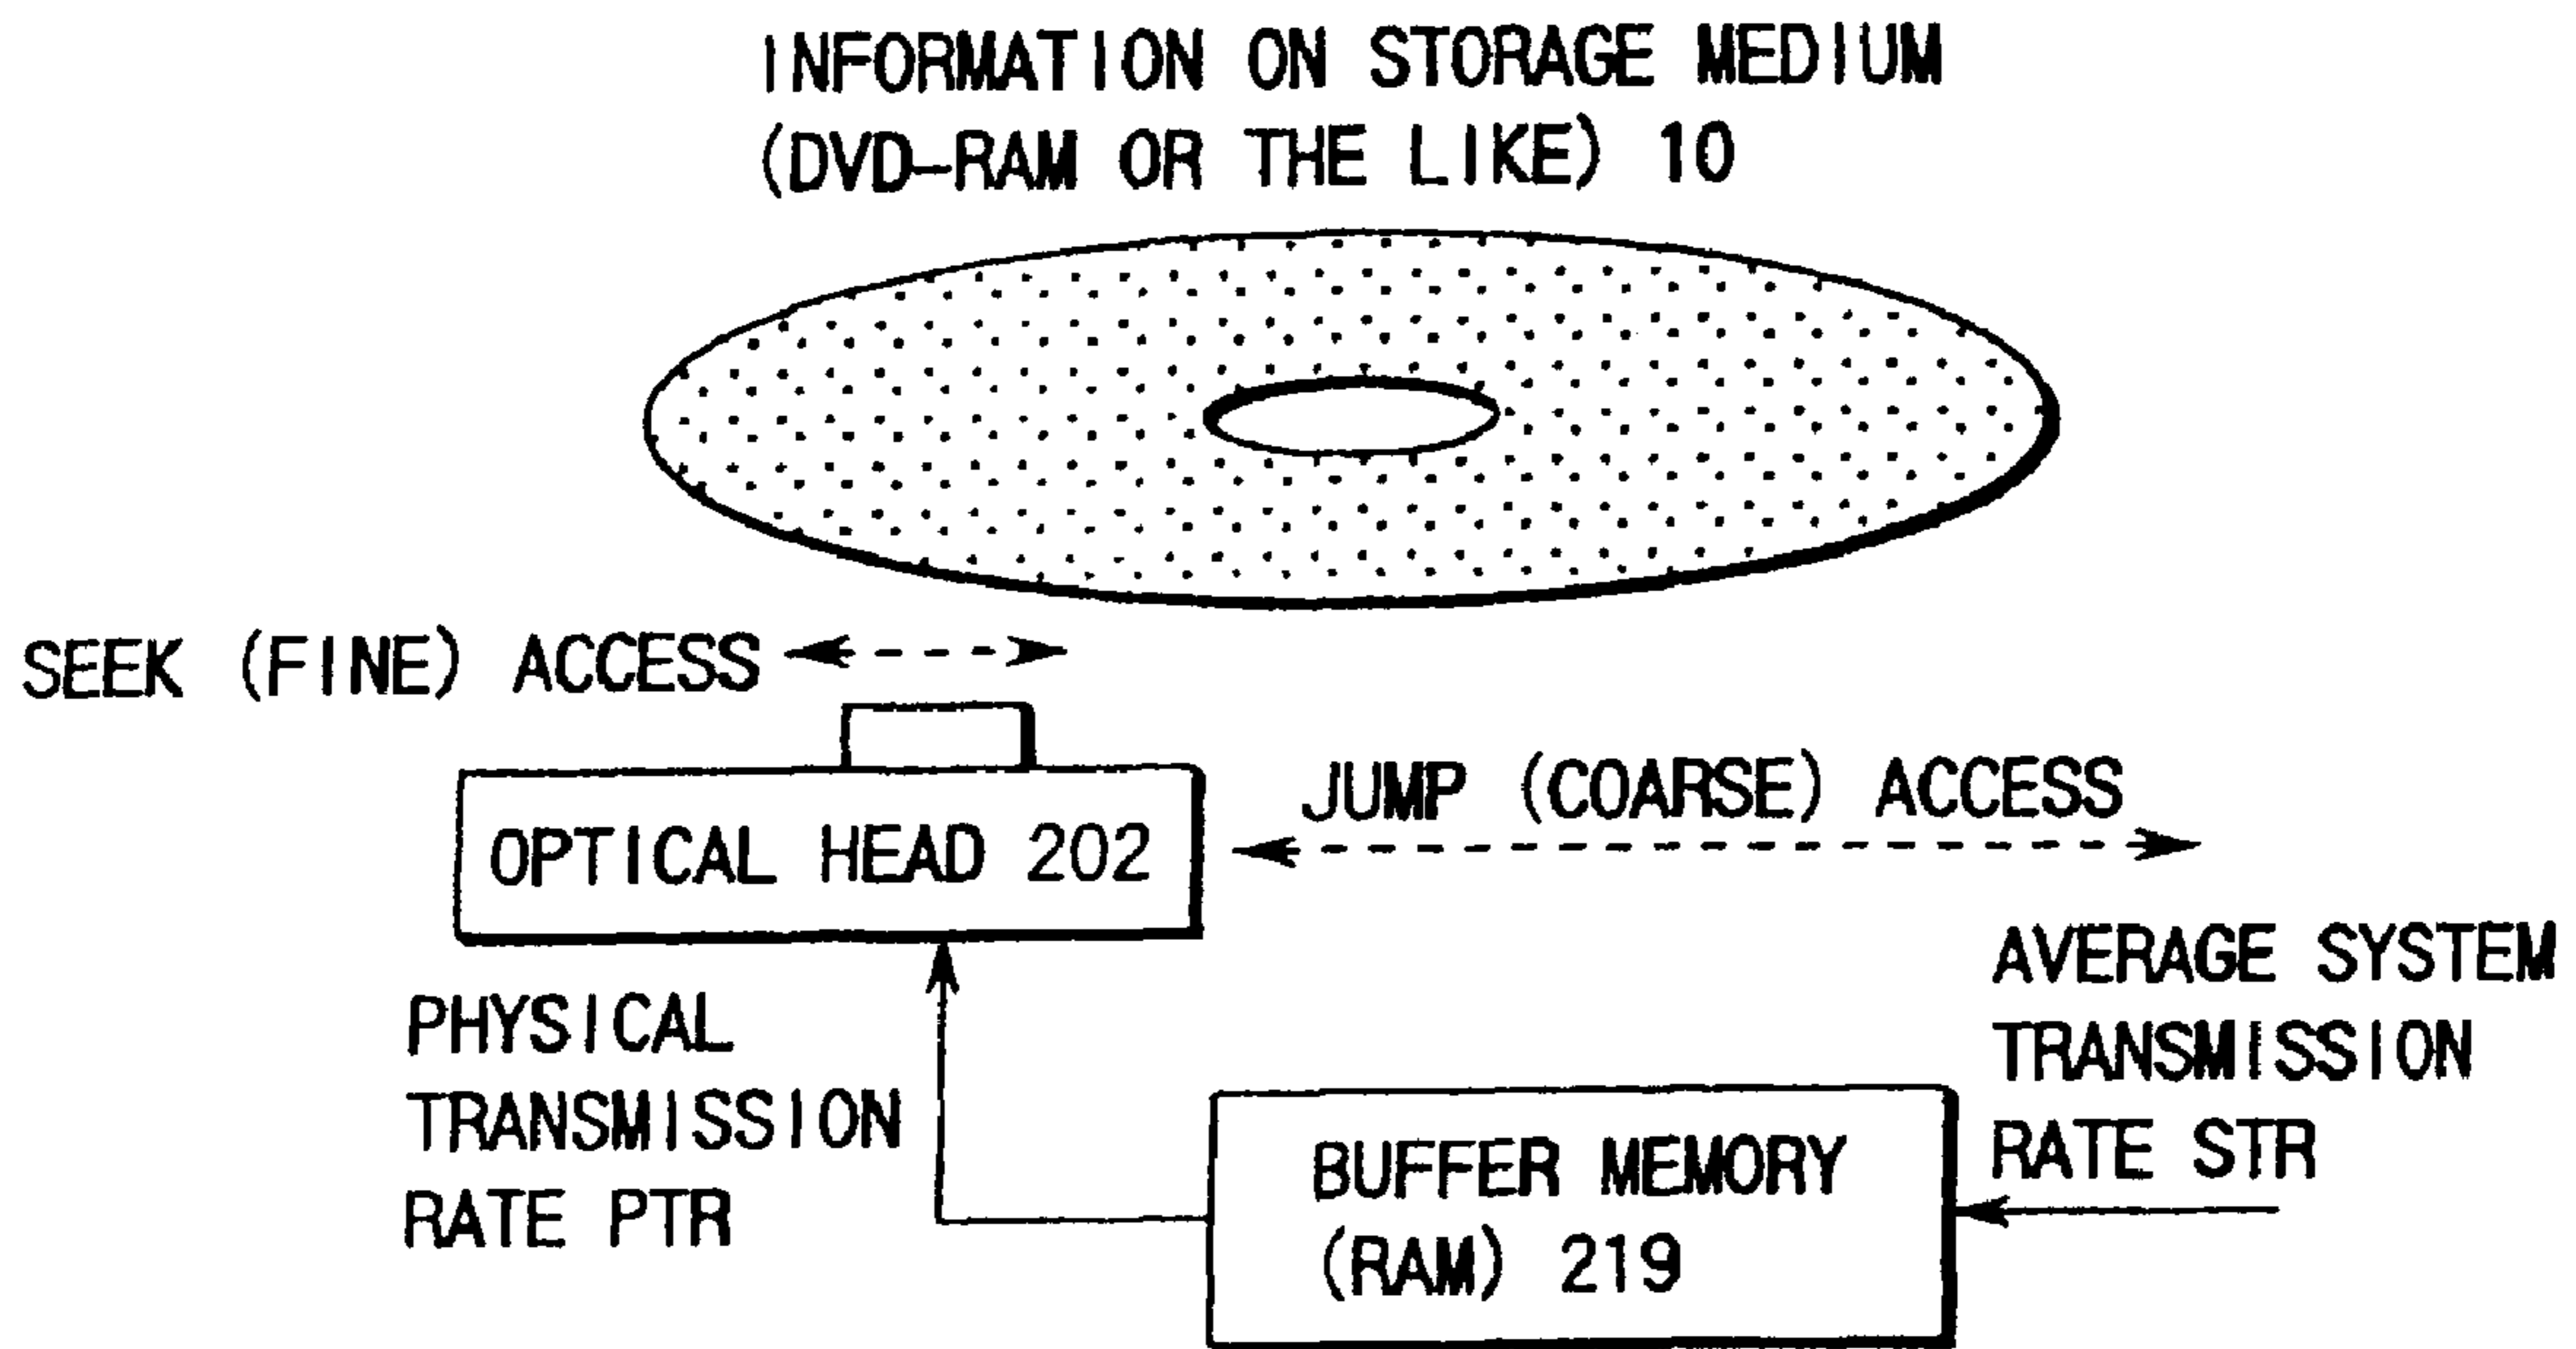 INFORMATION ON STORAGE MEDIUM
(DVD-RAM OR THE LIKE) 10
SEEK (FINE) ACCESS
OPTICAL HEAD 202
JUMP (COARSE) ACCESS
PHYSICAL
TRANSMISSION
RATE PTR
BUFFER MEMORY
(RAM) 219
AVERAGE SYSTEM
TRANSMISSION
RATE STR